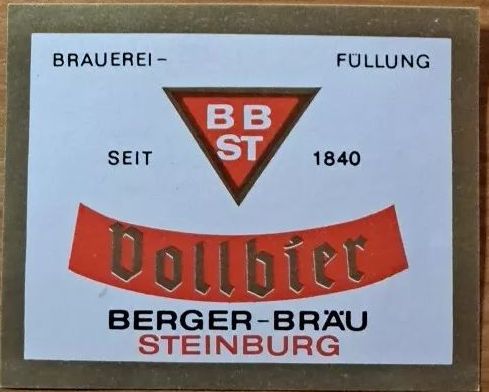 BRAUEREI- FÜLLUNG
BB
ST
SEIT 1840
Vollbier
BERGER-BRÄU
STEINBURG